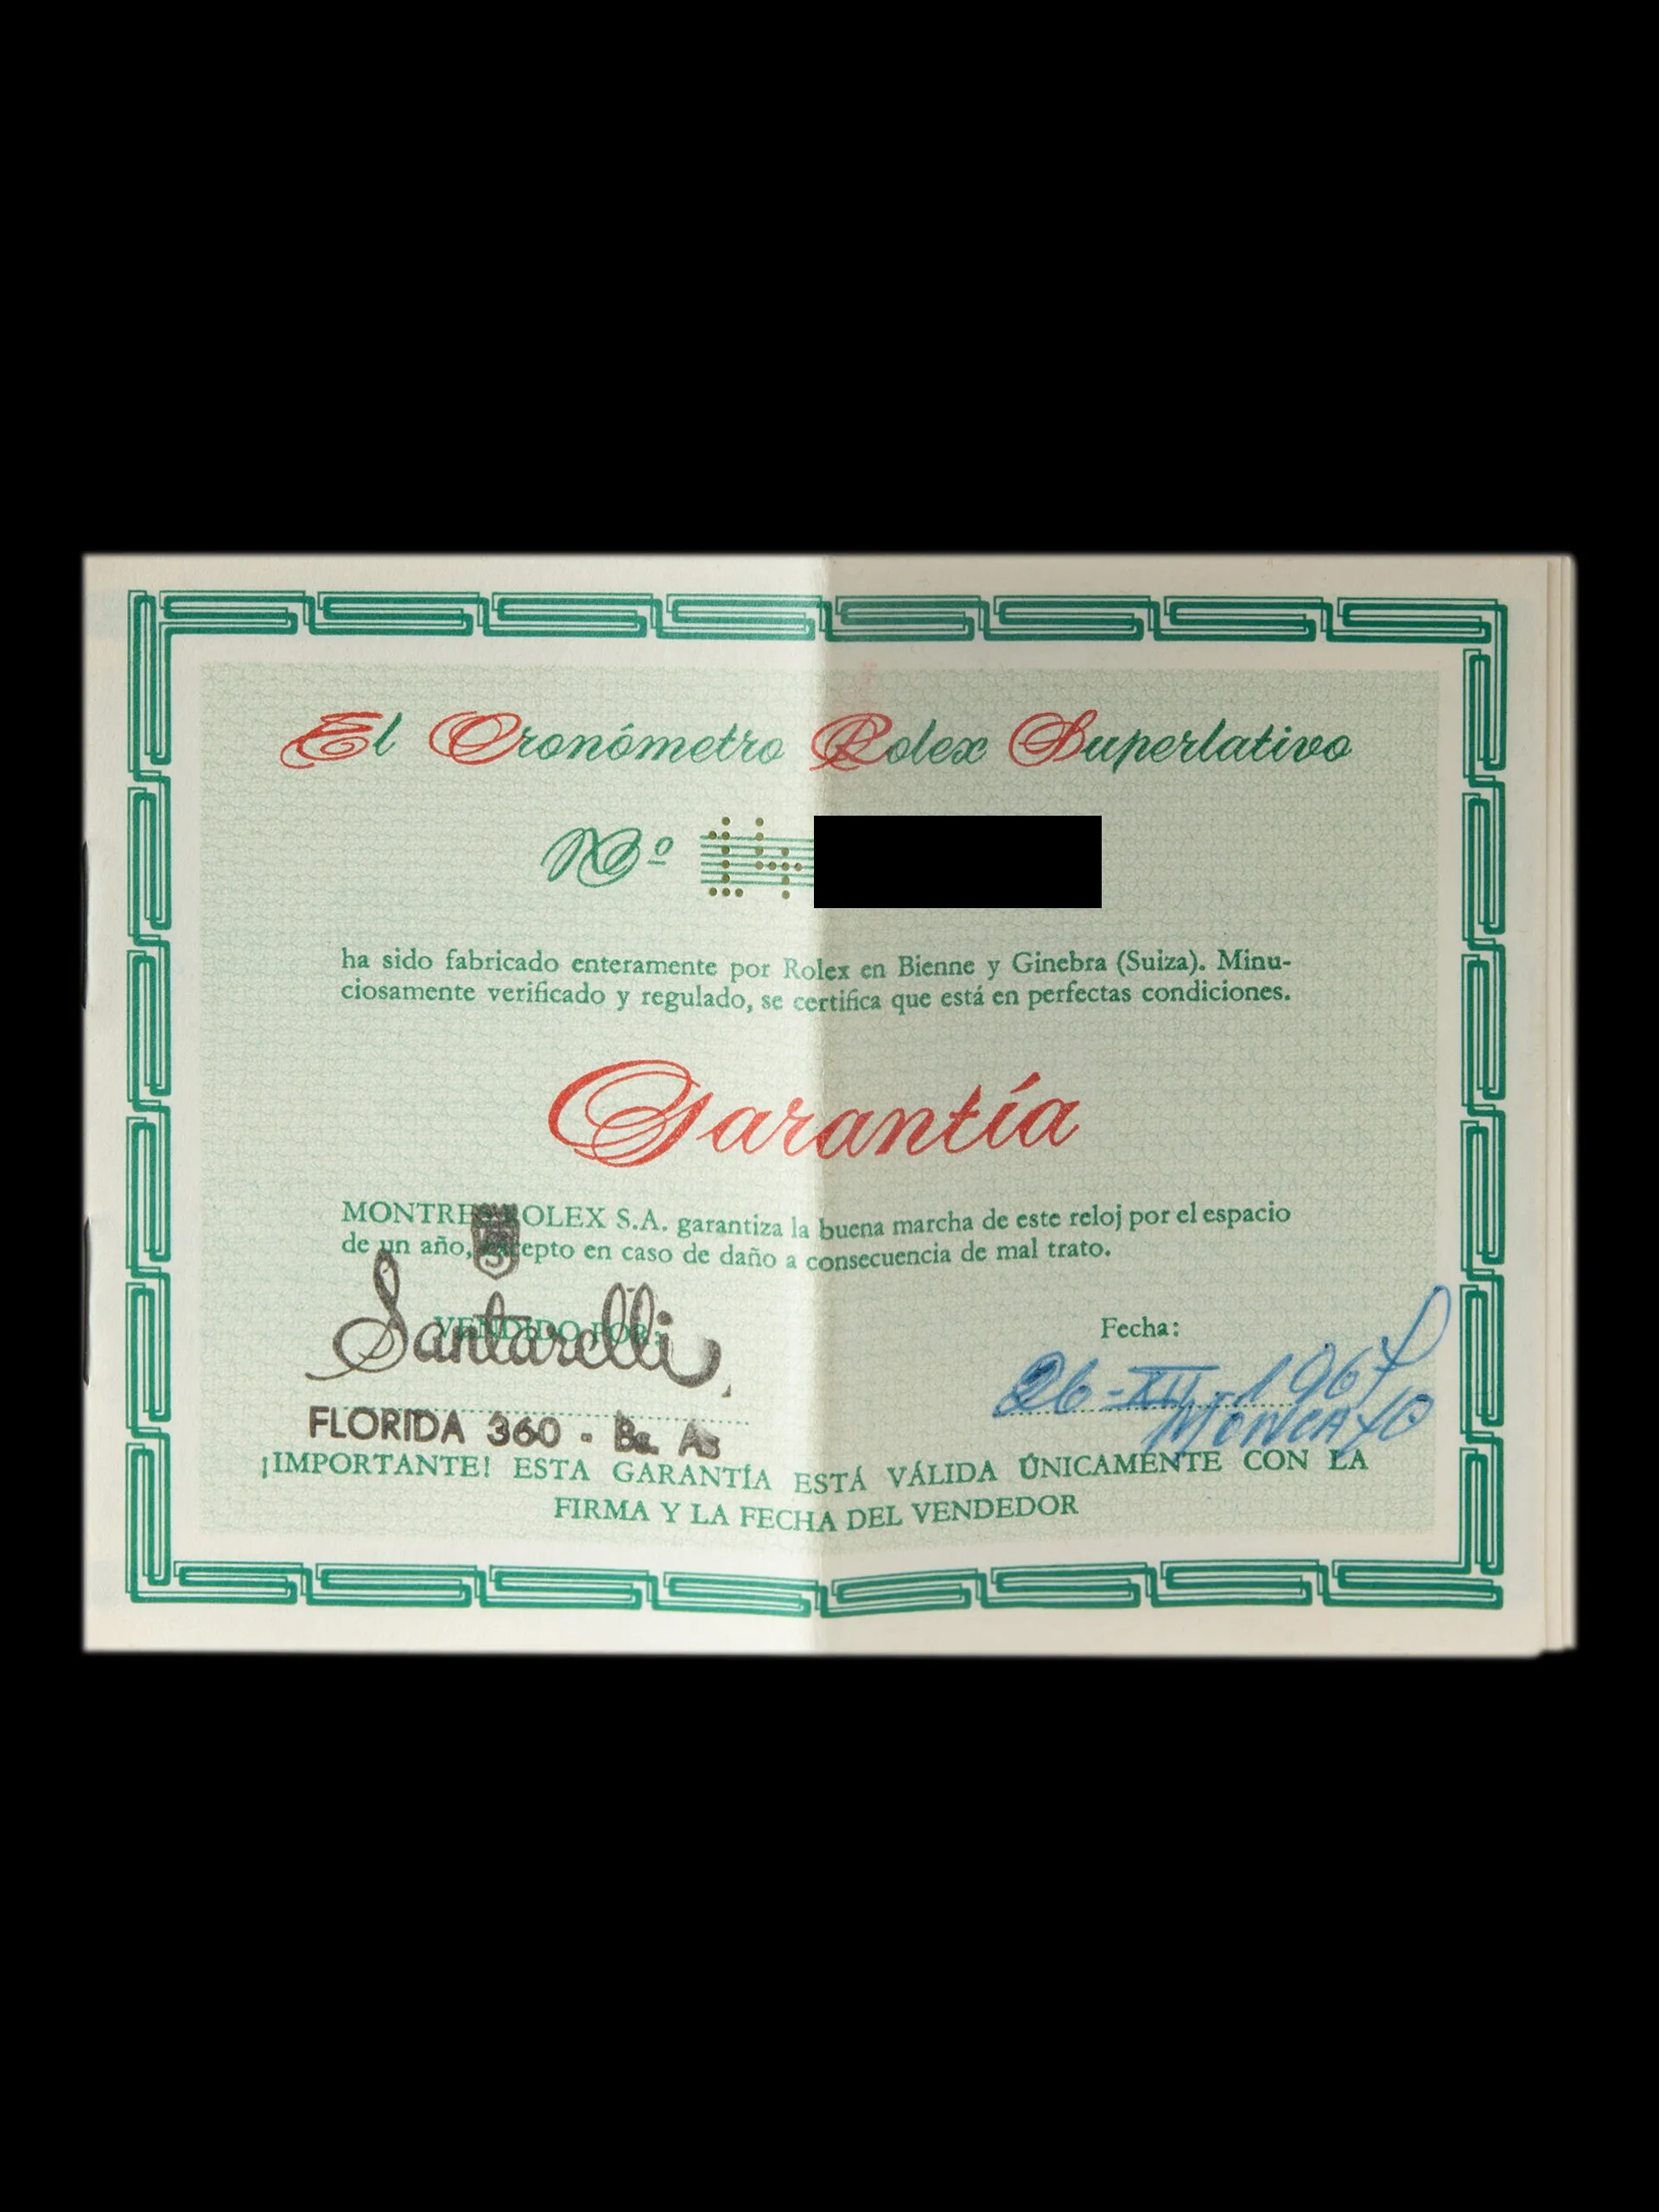 El Cronómetro Rolex Superlativo
Nº 14
ha sido fabricado enteramente por Rolex en Bienne y Ginebra (Suiza). Minu-
ciosamente verificado y regulado, se certifica que está en perfectas condiciones.
Garantía
MONTRES ROLEX S.A. garantiza la buena marcha de este reloj por el espacio
de un año, excepto en caso de daño a consecuencia de mal trato.
VENDIDO POR:
Santarelli
FLORIDA 360 - Bs. As
Fecha:
26-XII-1967
Moncayo
¡IMPORTANTE! ESTA GARANTÍA ESTÁ VÁLIDA ÚNICAMENTE CON LA
FIRMA Y LA FECHA DEL VENDEDOR